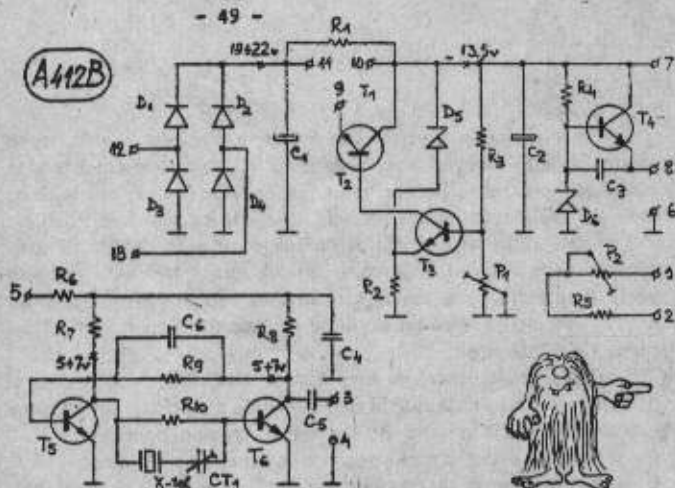 - 49 -
A412B
R1
19÷22v
11
10
13,5v
7
9
T1
D1
D2
D5
R4
T4
12
C1
T2
R3
C2
C3
8
D3
D4
D6
6
T3
18
R2
P1
P2
1
R5
2
5
R6
R7
C6
R8
C4
5÷7v
R9
5÷7v
3
R10
C5
T5
T6
4
X-tal
CT1